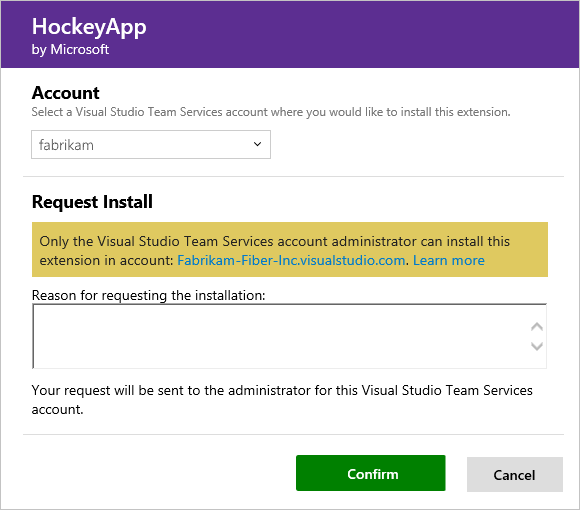 HockeyApp
by Microsoft
Account
Select a Visual Studio Team Services account where you would like to install this extension.
fabrikam
Request Install
Only the Visual Studio Team Services account administrator can install this
extension in account: Fabrikam-Fiber-Inc.visualstudio.com. Learn more
Reason for requesting the installation:
Your request will be sent to the administrator for this Visual Studio Team Services
account.
Confirm
Cancel